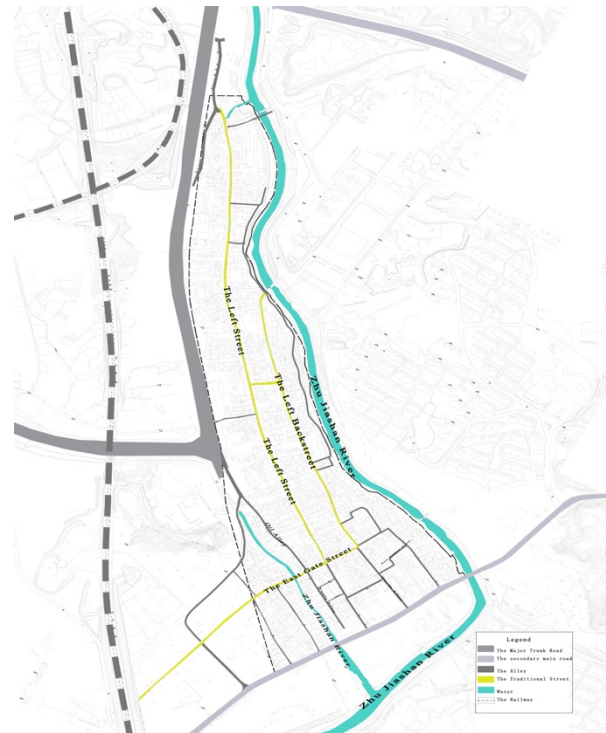 The Left Street
Zhu Jiashan River
The Left Backstreet
The Left Street
Oil Alley
The East Gate Street
Zhu Jiashan River
Zhu Jiashan River
Legend
The Major Trunk Road
The secondary main road
The Alley
The Traditional Street
Water
The Railway